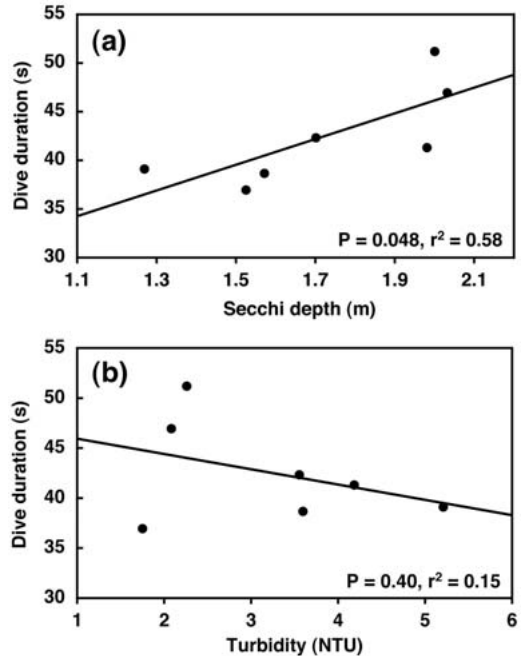 (a)
55
50
45
40
35
30
Dive duration (s)
P = 0.048, r² = 0.58
1.1 1.3 1.5 1.7 1.9 2.1
Secchi depth (m)
(b)
55
50
45
40
35
30
Dive duration (s)
P = 0.40, r² = 0.15
1 2 3 4 5 6
Turbidity (NTU)